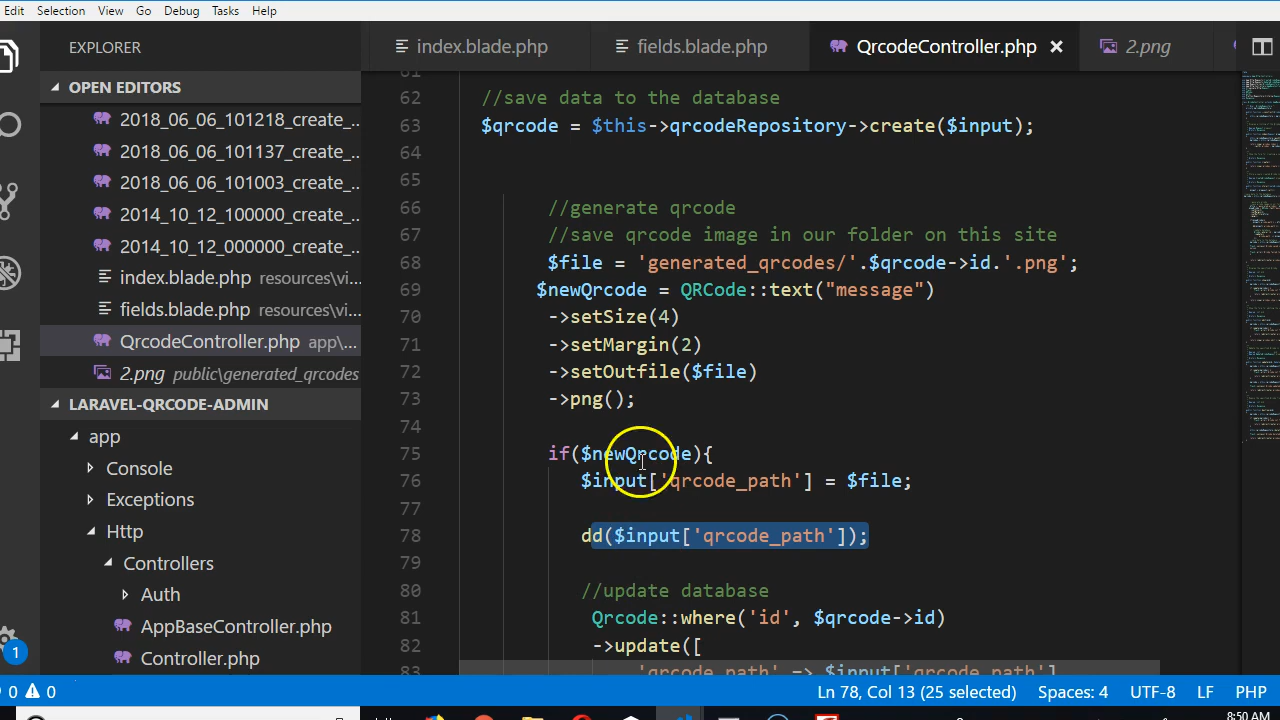 Edit Selection View Go Debug Tasks Help
EXPLORER
index.blade.php fields.blade.php QrcodeController.php 2.png
OPEN EDITORS
2018_06_06_101218_create_...
2018_06_06_101137_create_...
2018_06_06_101003_create_...
2014_10_12_100000_create_...
2014_10_12_000000_create_...
index.blade.php resources\vi...
fields.blade.php resources\vi...
QrcodeController.php app\...
2.png public\generated_qrcodes
LARAVEL-QRCODE-ADMIN
app
Console
Exceptions
Http
Controllers
Auth
AppBaseController.php
Controller.php
1
61
62 //save data to the database
63 $qrcode = $this->qrcodeRepository->create($input);
64
65
66 //generate qrcode
67 //save qrcode image in our folder on this site
68 $file = 'generated_qrcodes/'.$qrcode->id.'.png';
69 $newQrcode = QRCode::text("message")
70 ->setSize(4)
71 ->setMargin(2)
72 ->setOutfile($file)
73 ->png();
74
75 if($newQrcode){
76 $input['qrcode_path'] = $file;
77
78 dd($input['qrcode_path']);
79
80 //update database
81 Qrcode::where('id', $qrcode->id)
82 ->update([
83 'qrcode_path' => $input['qrcode_path']
0 0 Ln 78, Col 13 (25 selected) Spaces: 4 UTF-8 LF PHP
8:50 AM